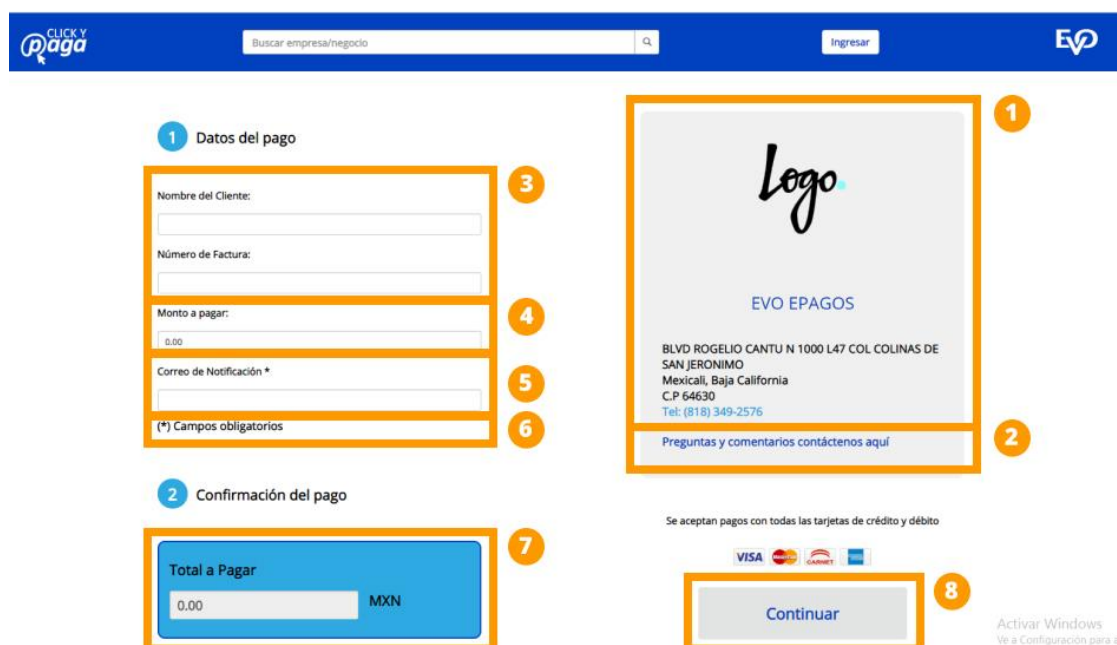 CLICK Y
paga
Buscar empresa/negocio
Ingresar
EVO
1 Datos del pago
3
Nombre del Cliente:
Número de Factura:
4
Monto a pagar:
0.00
5
Correo de Notificación *
6
(*) Campos obligatorios
2 Confirmación del pago
7
Total a Pagar
0.00 MXN
1
Logo.
EVO EPAGOS
BLVD ROGELIO CANTU N 1000 L47 COL COLINAS DE
SAN JERONIMO
Mexicali, Baja California
C.P 64630
Tel: (818) 349-2576
2
Preguntas y comentarios contáctenos aquí
Se aceptan pagos con todas las tarjetas de crédito y débito
VISA CARNET
8
Continuar
Activar Windows
Ve a Configuración para a